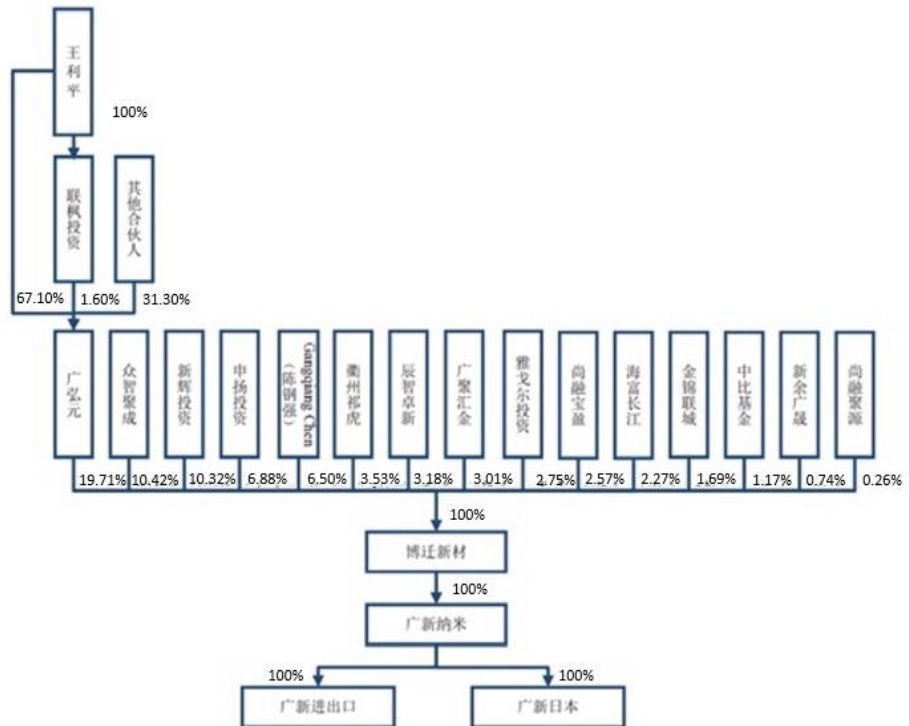 王利平
100%
联枫投资
其他合伙人
67.10%
1.60%
31.30%
广弘元
众智聚成
新辉投资
申扬投资
Gangqiang Chen
(陈钢强)
衢州祁虎
辰智卓新
广聚汇金
雅戈尔投资
尚融宝盈
海富长江
金锦联城
中比基金
新余广晟
尚融聚源
19.71%
10.42%
10.32%
6.88%
6.50%
3.53%
3.18%
3.01%
2.75%
2.57%
2.27%
1.69%
1.17%
0.74%
0.26%
100%
博迁新材
100%
广新纳米
100%
100%
广新进出口
广新日本